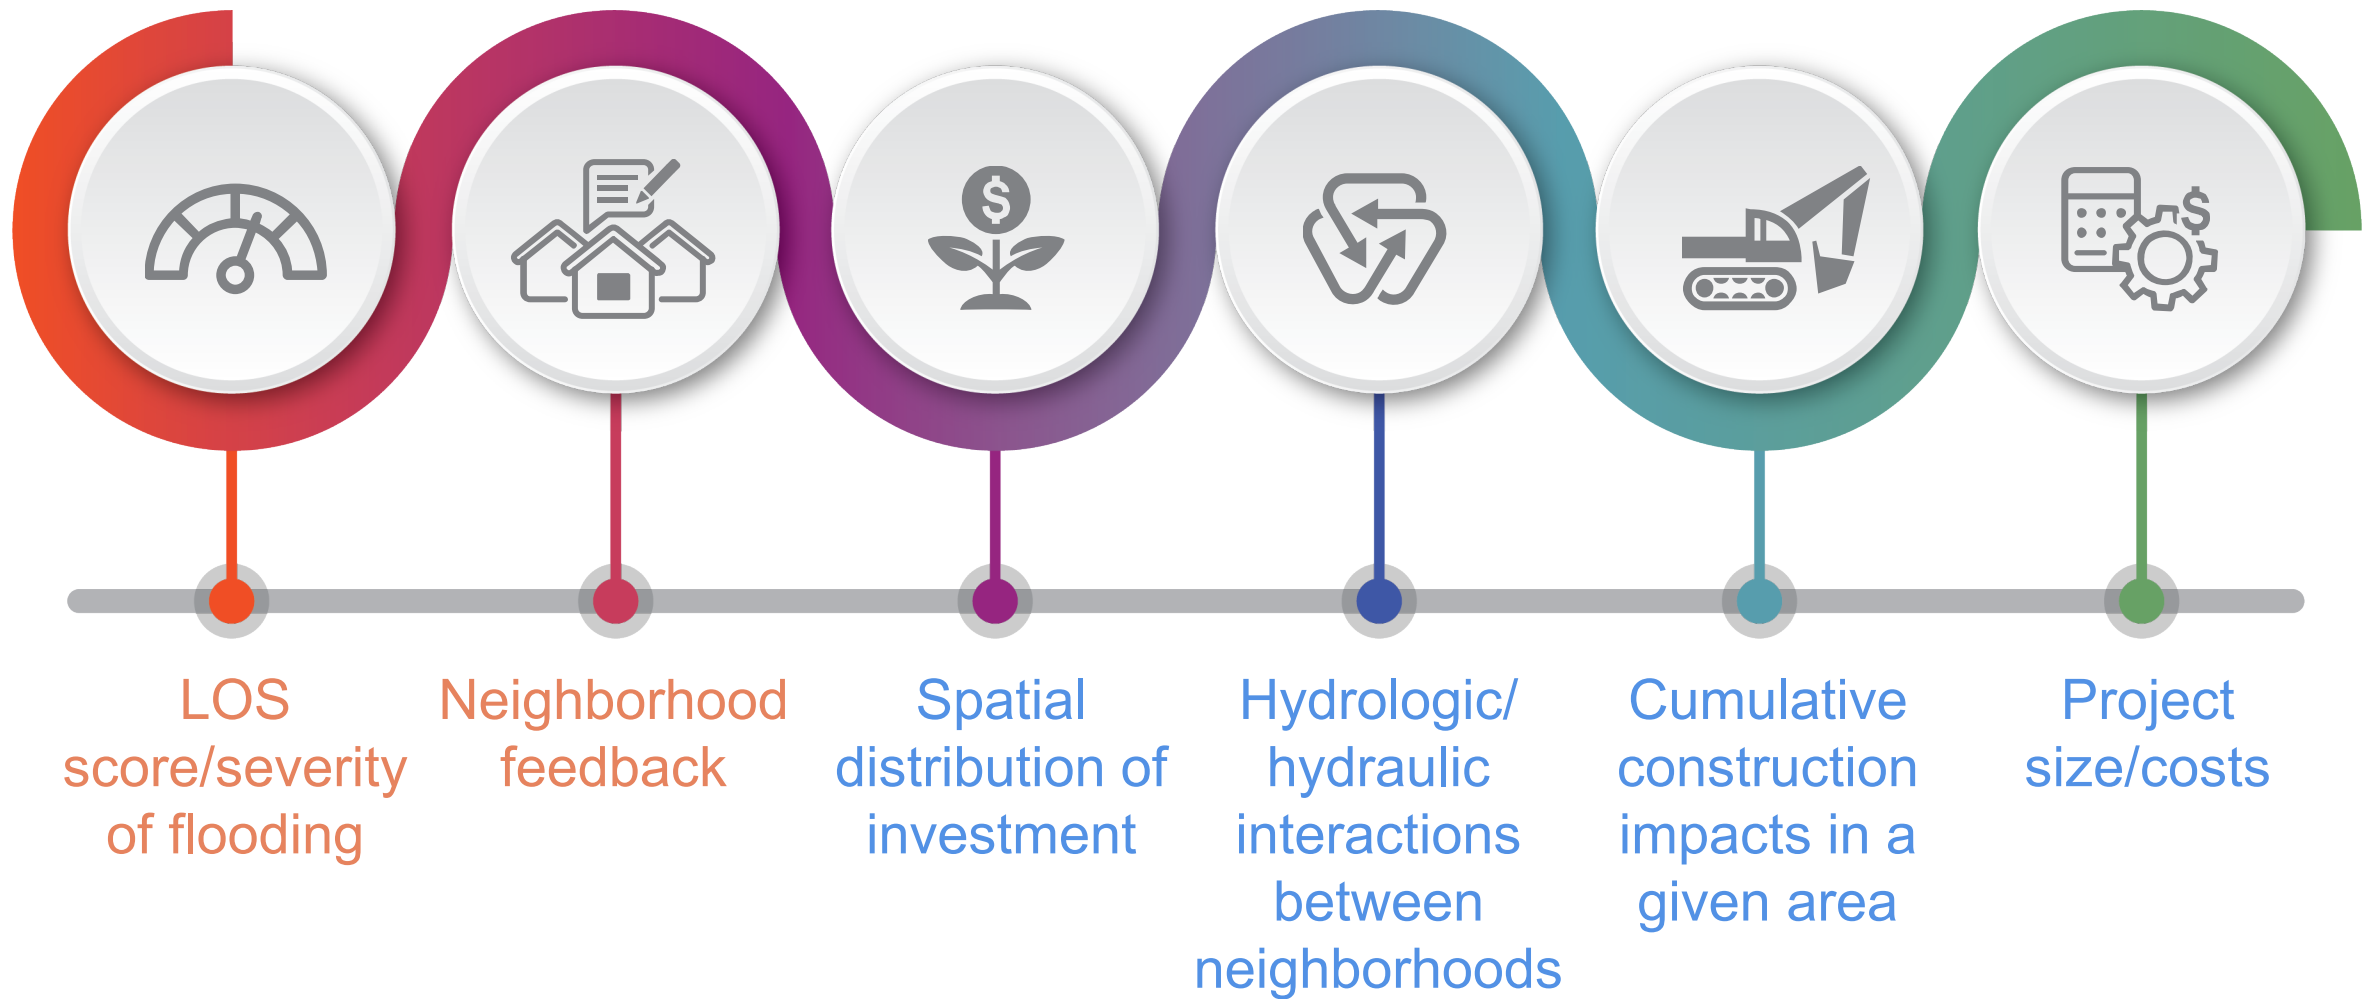 LOS
score/severity
of flooding
Neighborhood
feedback
Spatial
distribution of
investment
Hydrologic/
hydraulic
interactions
between
neighborhoods
Cumulative
construction
impacts in a
given area
Project
size/costs
$
$